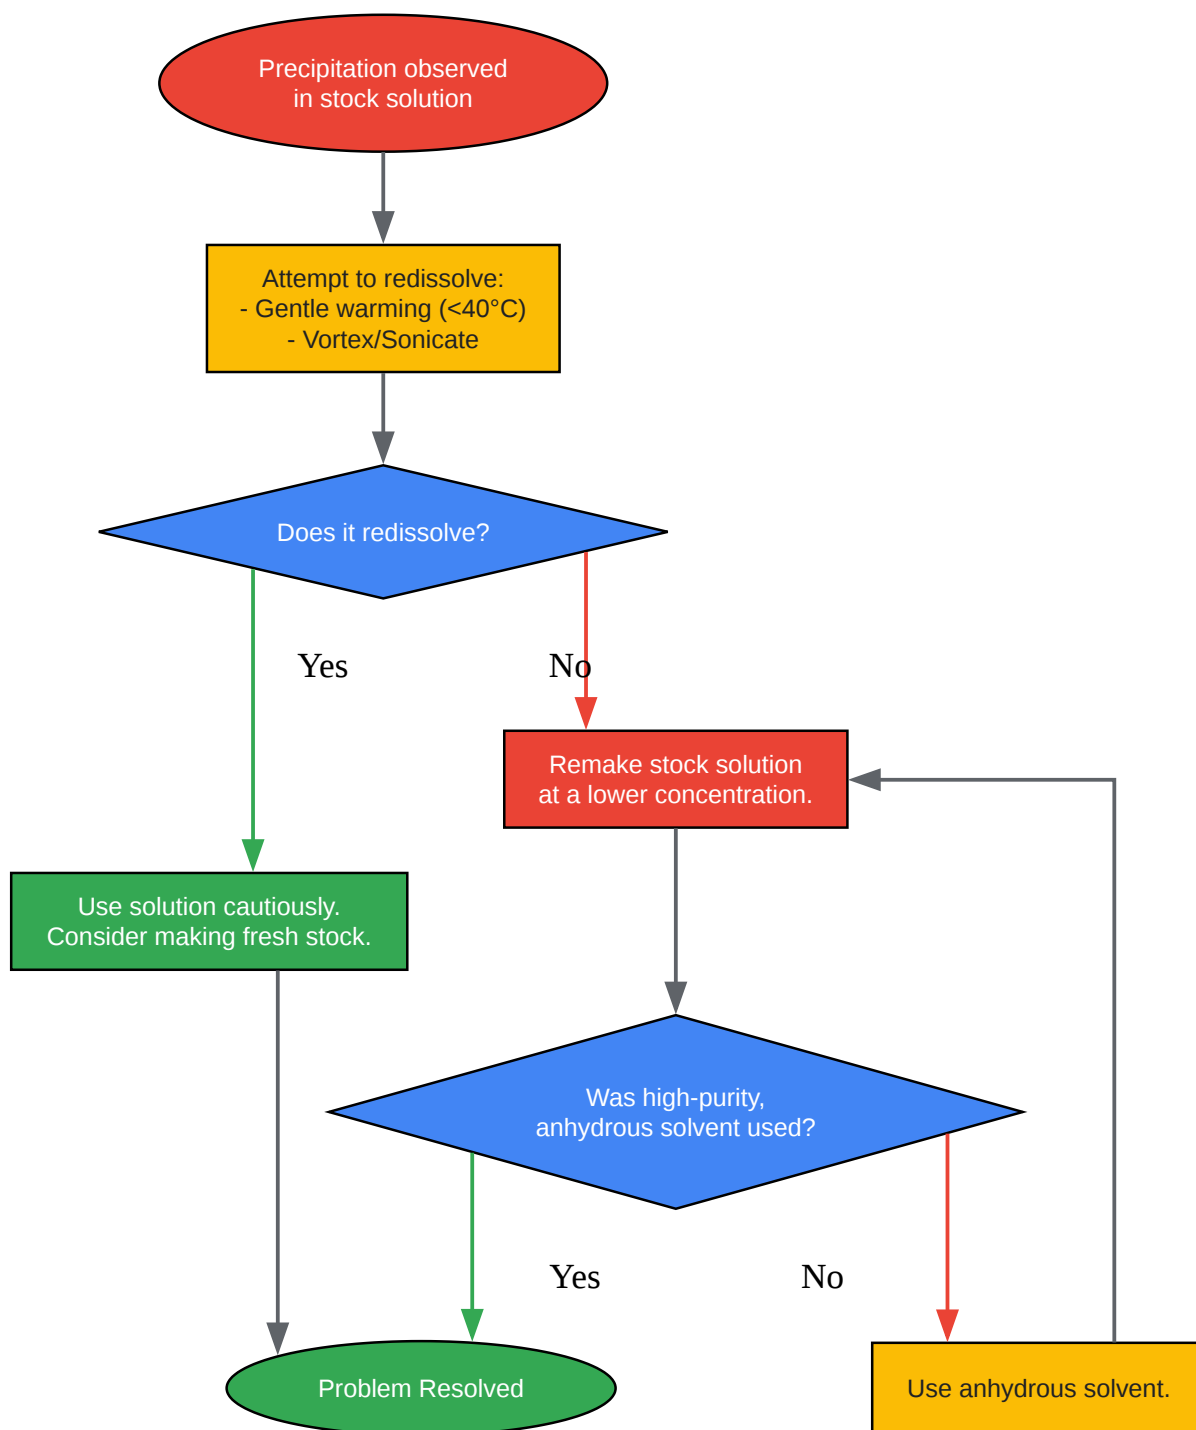 Precipitation observed
in stock solution
Attempt to redissolve:
- Gentle warming (<40°C)
- Vortex/Sonicate
Does it redissolve?
Yes
No
Remake stock solution
at a lower concentration.
Use solution cautiously.
Consider making fresh stock.
Was high-purity,
anhydrous solvent used?
Yes
No
Problem Resolved
Use anhydrous solvent.